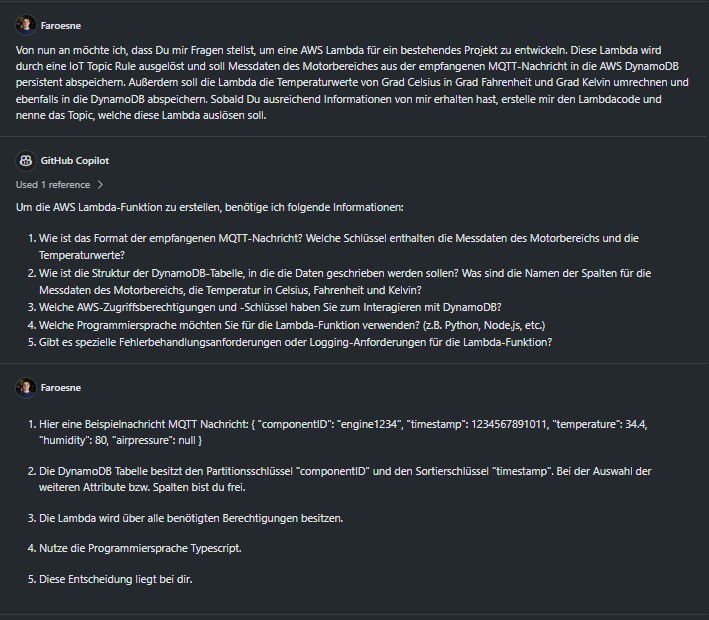 Faroesne
Von nun an möchte ich, dass Du mir Fragen stellst, um eine AWS Lambda für ein bestehendes Projekt zu entwickeln. Diese Lambda wird
durch eine IoT Topic Rule ausgelöst und soll Messdaten des Motorbereiches aus der empfangenen MQTT-Nachricht in die AWS DynamoDB
persistent abspeichern. Außerdem soll die Lambda die Temperaturwerte von Grad Celsius in Grad Fahrenheit und Grad Kelvin umrechnen und
ebenfalls in die DynamoDB abspeichern. Sobald Du ausreichend Informationen von mir erhalten hast, erstelle mir den Lambdacode und
nenne das Topic, welche diese Lambda auslösen soll.
GitHub Copilot
Used 1 reference >
Um die AWS Lambda-Funktion zu erstellen, benötige ich folgende Informationen:
1. Wie ist das Format der empfangenen MQTT-Nachricht? Welche Schlüssel enthalten die Messdaten des Motorbereichs und die
Temperaturwerte?
2. Wie ist die Struktur der DynamoDB-Tabelle, in die die Daten geschrieben werden sollen? Was sind die Namen der Spalten für die
Messdaten des Motorbereichs, die Temperatur in Celsius, Fahrenheit und Kelvin?
3. Welche AWS-Zugriffsberechtigungen und -Schlüssel haben Sie zum Interagieren mit DynamoDB?
4. Welche Programmiersprache möchten Sie für die Lambda-Funktion verwenden? (z.B. Python, Node.js, etc.)
5. Gibt es spezielle Fehlerbehandlungsanforderungen oder Logging-Anforderungen für die Lambda-Funktion?
Faroesne
1. Hier eine Beispielnachricht MQTT Nachricht: { "componentID": "engine1234", "timestamp": 1234567891011, "temperature": 34.4,
"humidity": 80, "airpressure": null }
2. Die DynamoDB Tabelle besitzt den Partitionsschlüssel "componentID" und den Sortierschlüssel "timestamp". Bei der Auswahl der
weiteren Attribute bzw. Spalten bist du frei.
3. Die Lambda wird über alle benötigten Berechtigungen besitzen.
4. Nutze die Programmiersprache Typescript.
5. Diese Entscheidung liegt bei dir.